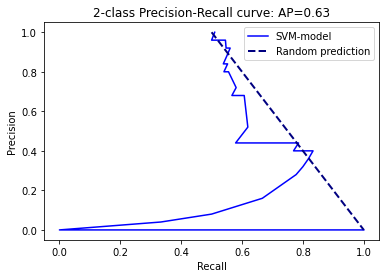 2-class Precision-Recall curve: AP=0.63
SVM-model
Random prediction
Precision
1.0
0.8
0.6
0.4
0.2
0.0
0.0 0.2 0.4 0.6 0.8 1.0
Recall